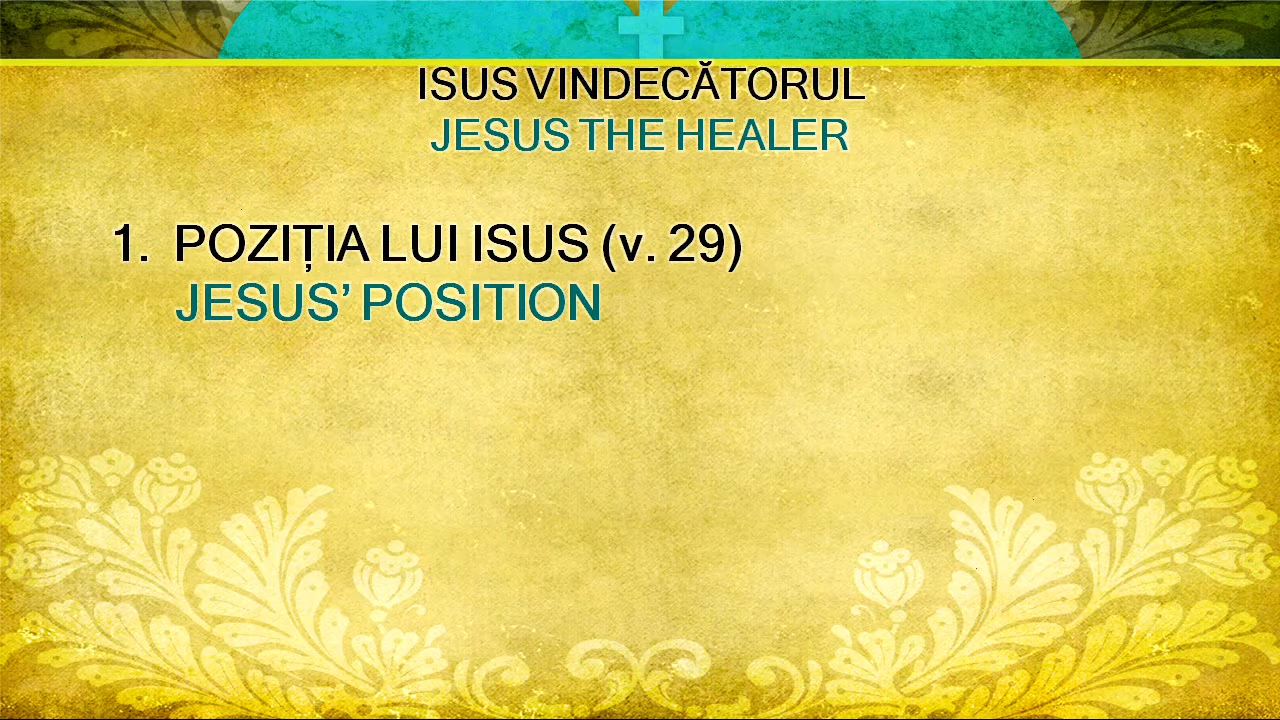 ISUS VINDECĂTORUL
JESUS THE HEALER
1. POZIȚIA LUI ISUS (v. 29)
JESUS’ POSITION